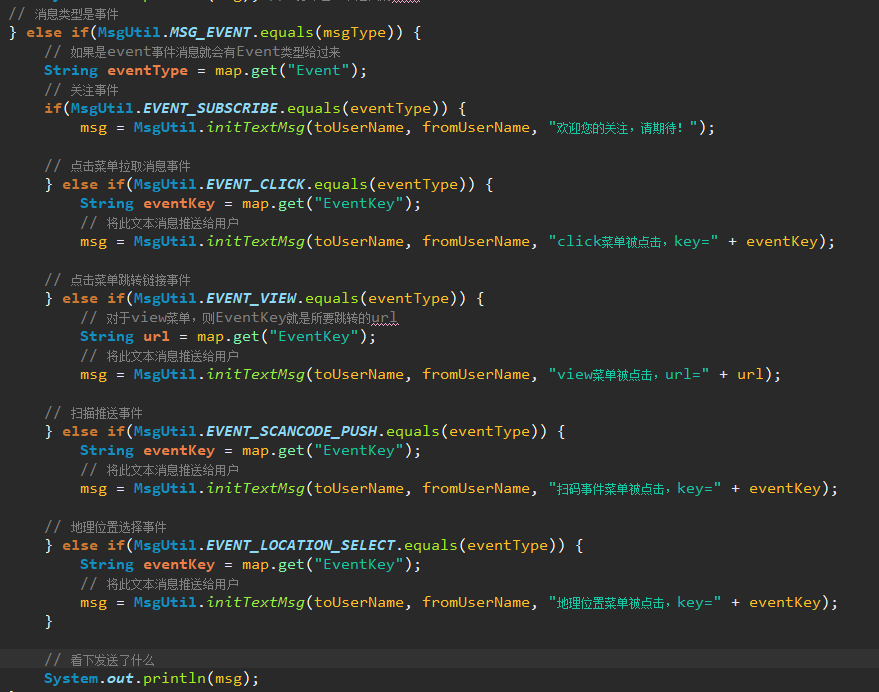 // 消息类型是事件
} else if(MsgUtil.MSG_EVENT.equals(msgType)) {
// 如果是event事件消息就会有Event类型给过来
String eventType = map.get("Event");
// 关注事件
if(MsgUtil.EVENT_SUBSCRIBE.equals(eventType)) {
msg = MsgUtil.initTextMsg(toUserName, fromUserName, "欢迎您的关注，请期待！");
// 点击菜单拉取消息事件
} else if(MsgUtil.EVENT_CLICK.equals(eventType)) {
String eventKey = map.get("EventKey");
// 将此文本消息推送给用户
msg = MsgUtil.initTextMsg(toUserName, fromUserName, "click菜单被点击，key=" + eventKey);
// 点击菜单跳转链接事件
} else if(MsgUtil.EVENT_VIEW.equals(eventType)) {
// 对于view菜单，则EventKey就是所要跳转的url
String url = map.get("EventKey");
// 将此文本消息推送给用户
msg = MsgUtil.initTextMsg(toUserName, fromUserName, "view菜单被点击，url=" + url);
// 扫描推送事件
} else if(MsgUtil.EVENT_SCANCODE_PUSH.equals(eventType)) {
String eventKey = map.get("EventKey");
// 将此文本消息推送给用户
msg = MsgUtil.initTextMsg(toUserName, fromUserName, "扫码事件菜单被点击，key=" + eventKey);
// 地理位置选择事件
} else if(MsgUtil.EVENT_LOCATION_SELECT.equals(eventType)) {
String eventKey = map.get("EventKey");
// 将此文本消息推送给用户
msg = MsgUtil.initTextMsg(toUserName, fromUserName, "地理位置菜单被点击，key=" + eventKey);
}
// 看下发送了什么
System.out.println(msg);